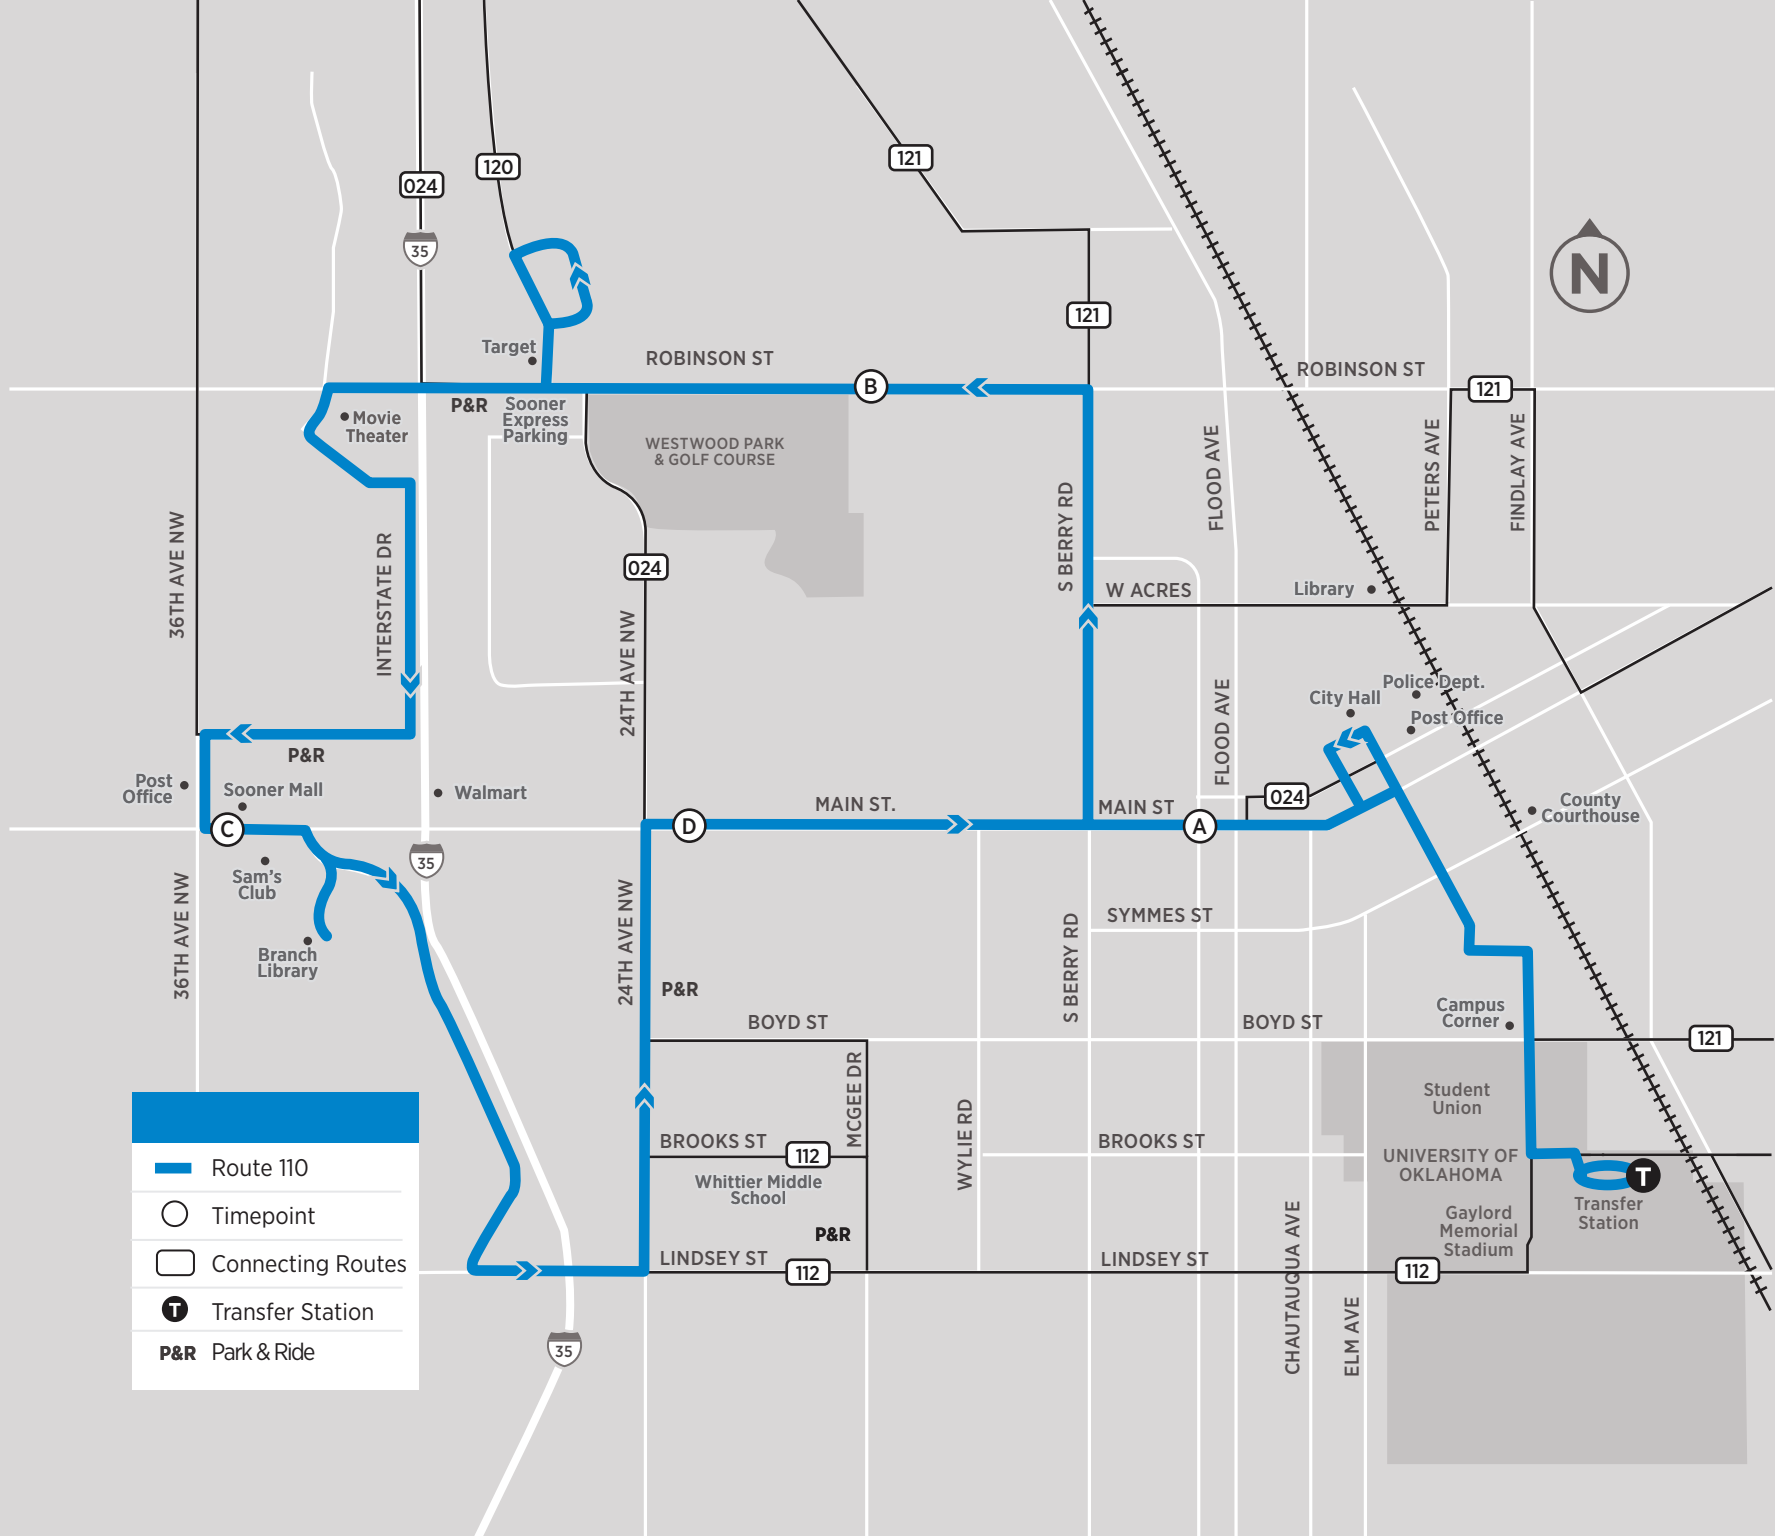 121
120
024
35
N
121
Target
ROBINSON ST
ROBINSON ST
B
121
P&R
Sooner
Express
Parking
Movie
Theater
WESTWOOD PARK
& GOLF COURSE
FLOOD AVE
PETERS AVE
FINDLAY AVE
S BERRY RD
36TH AVE NW
INTERSTATE DR
024
W ACRES
Library
24TH AVE NW
FLOOD AVE
Police Dept.
City Hall
Post Office
P&R
Post
Office
Sooner Mall
Walmart
MAIN ST.
MAIN ST
024
County
Courthouse
C
D
A
35
Sam's
Club
36TH AVE NW
24TH AVE NW
SYMMES ST
S BERRY RD
Branch
Library
P&R
BOYD ST
BOYD ST
Campus
Corner
121
MCGEE DR
WYLIE RD
Student
Union
BROOKS ST
112
BROOKS ST
UNIVERSITY OF
OKLAHOMA
Whittier Middle
School
T
Transfer
Station
P&R
Gaylord
Memorial
Stadium
LINDSEY ST
112
LINDSEY ST
112
CHAUTAUQUA AVE
ELM AVE
35
Route 110
Timepoint
Connecting Routes
T
Transfer Station
P&R Park & Ride